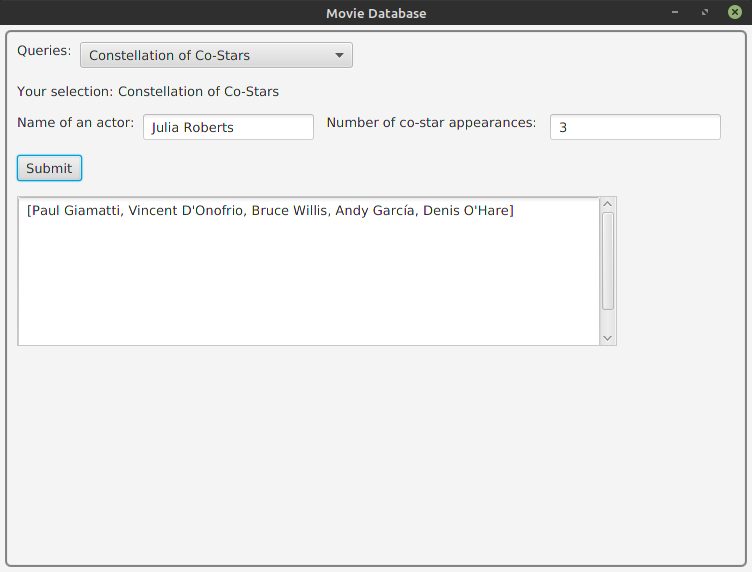 Movie Database
Queries: Constellation of Co-Stars
Your selection: Constellation of Co-Stars
Name of an actor: Julia Roberts Number of co-star appearances: 3
Submit
[Paul Giamatti, Vincent D'Onofrio, Bruce Willis, Andy García, Denis O'Hare]